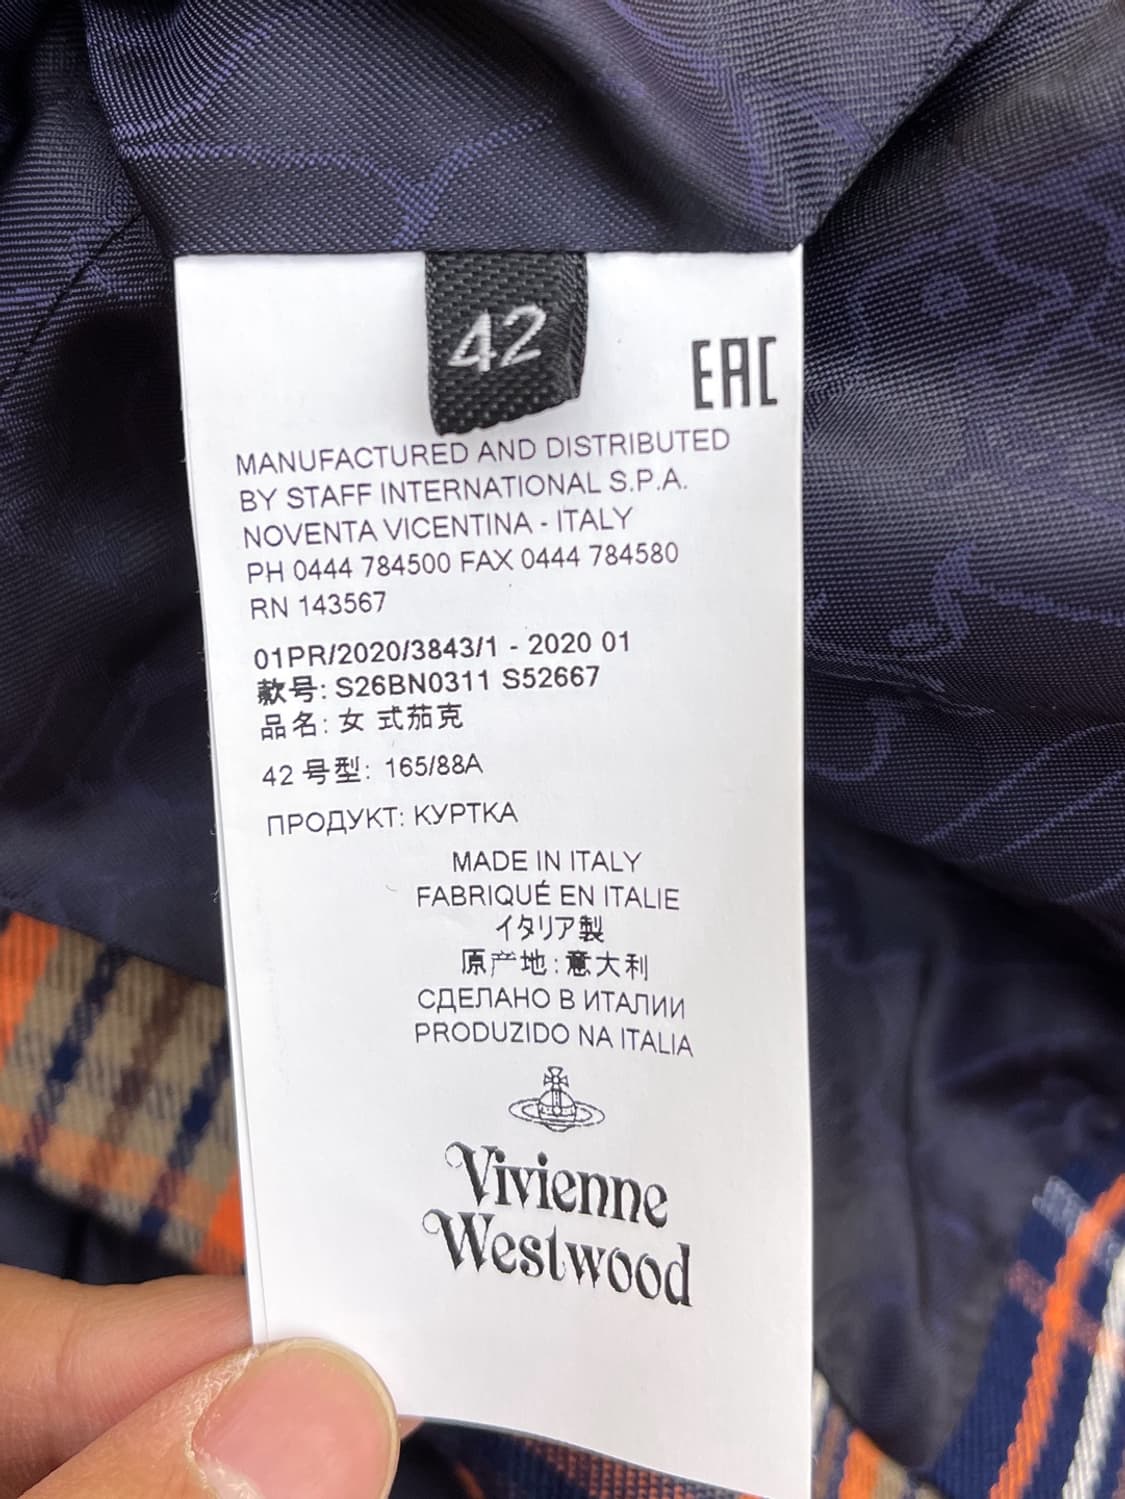 42
EAC
MANUFACTURED AND DISTRIBUTED
BY STAFF INTERNATIONAL S.P.A.
NOVENTA VICENTINA - ITALY
PH 0444 784500 FAX 0444 784580
RN 143567
01PR/2020/3843/1 - 2020 01
款号: S26BN0311 S52667
品名: 女 式茄克
42 号型: 165/88A
ПРОДУКТ: КУРТКА
MADE IN ITALY
FABRIQUÉ EN ITALIE
イタリア製
原产地: 意大利
СДЕЛАНО В ИТАЛИИ
PRODUZIDO NA ITALIA
Vivienne
Westwood